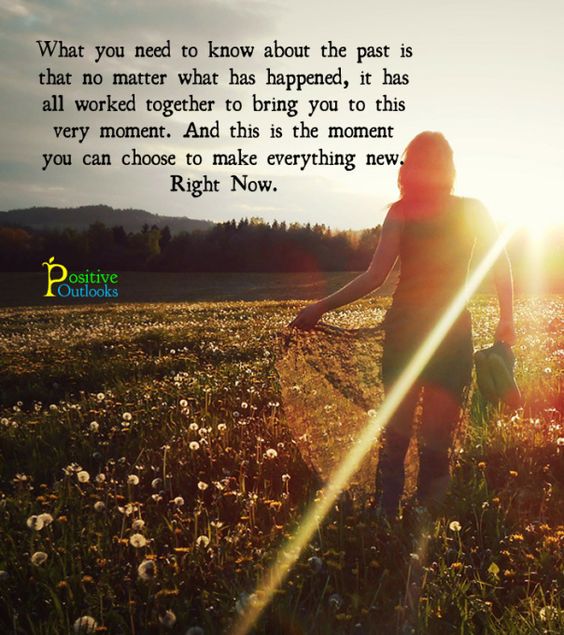 What you need to know about the past is
that no matter what has happened, it has
all worked together to bring you to this
very moment. And this is the moment
you can choose to make everything new.
Right Now.
Positive
Outlooks